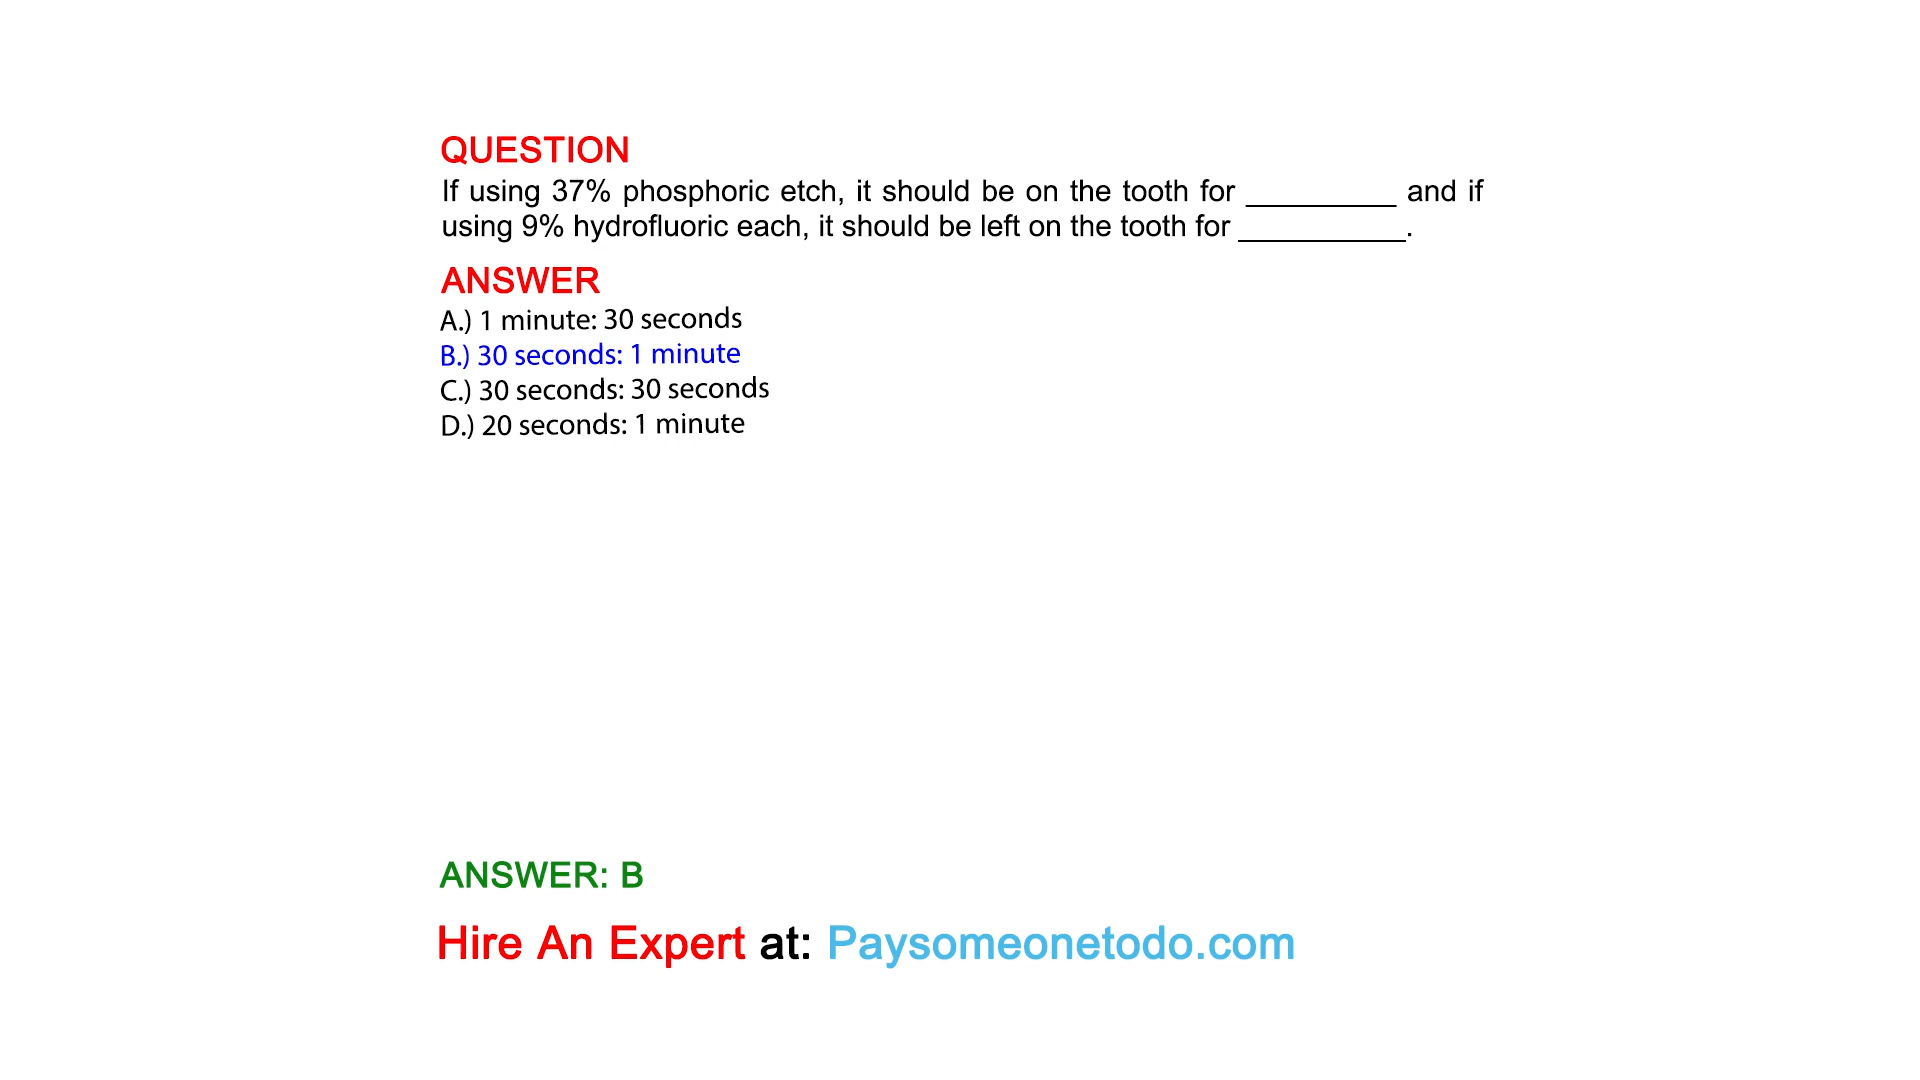 QUESTION
If using 37% phosphoric etch, it should be on the tooth for _________ and if
using 9% hydrofluoric each, it should be left on the tooth for __________.
ANSWER
A.) 1 minute: 30 seconds
B.) 30 seconds: 1 minute
C.) 30 seconds: 30 seconds
D.) 20 seconds: 1 minute
ANSWER: B
Hire An Expert at: Paysomeonetodo.com